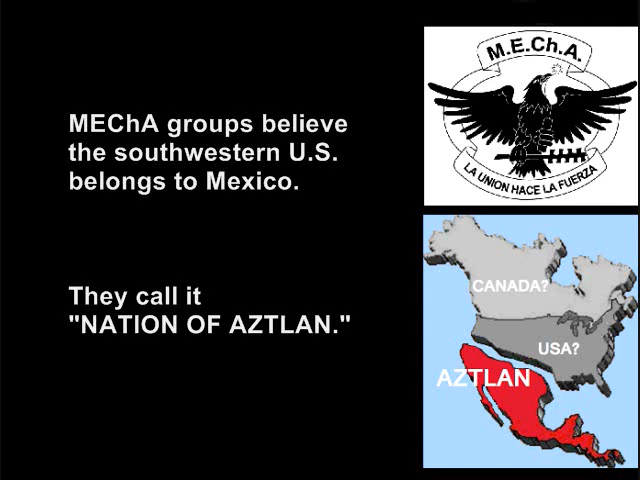 MEChA groups believe
the southwestern U.S.
belongs to Mexico.
They call it
"NATION OF AZTLAN."
M.E.Ch.A.
LA UNION HACE LA FUERZA
CANADA?
USA?
AZTLAN